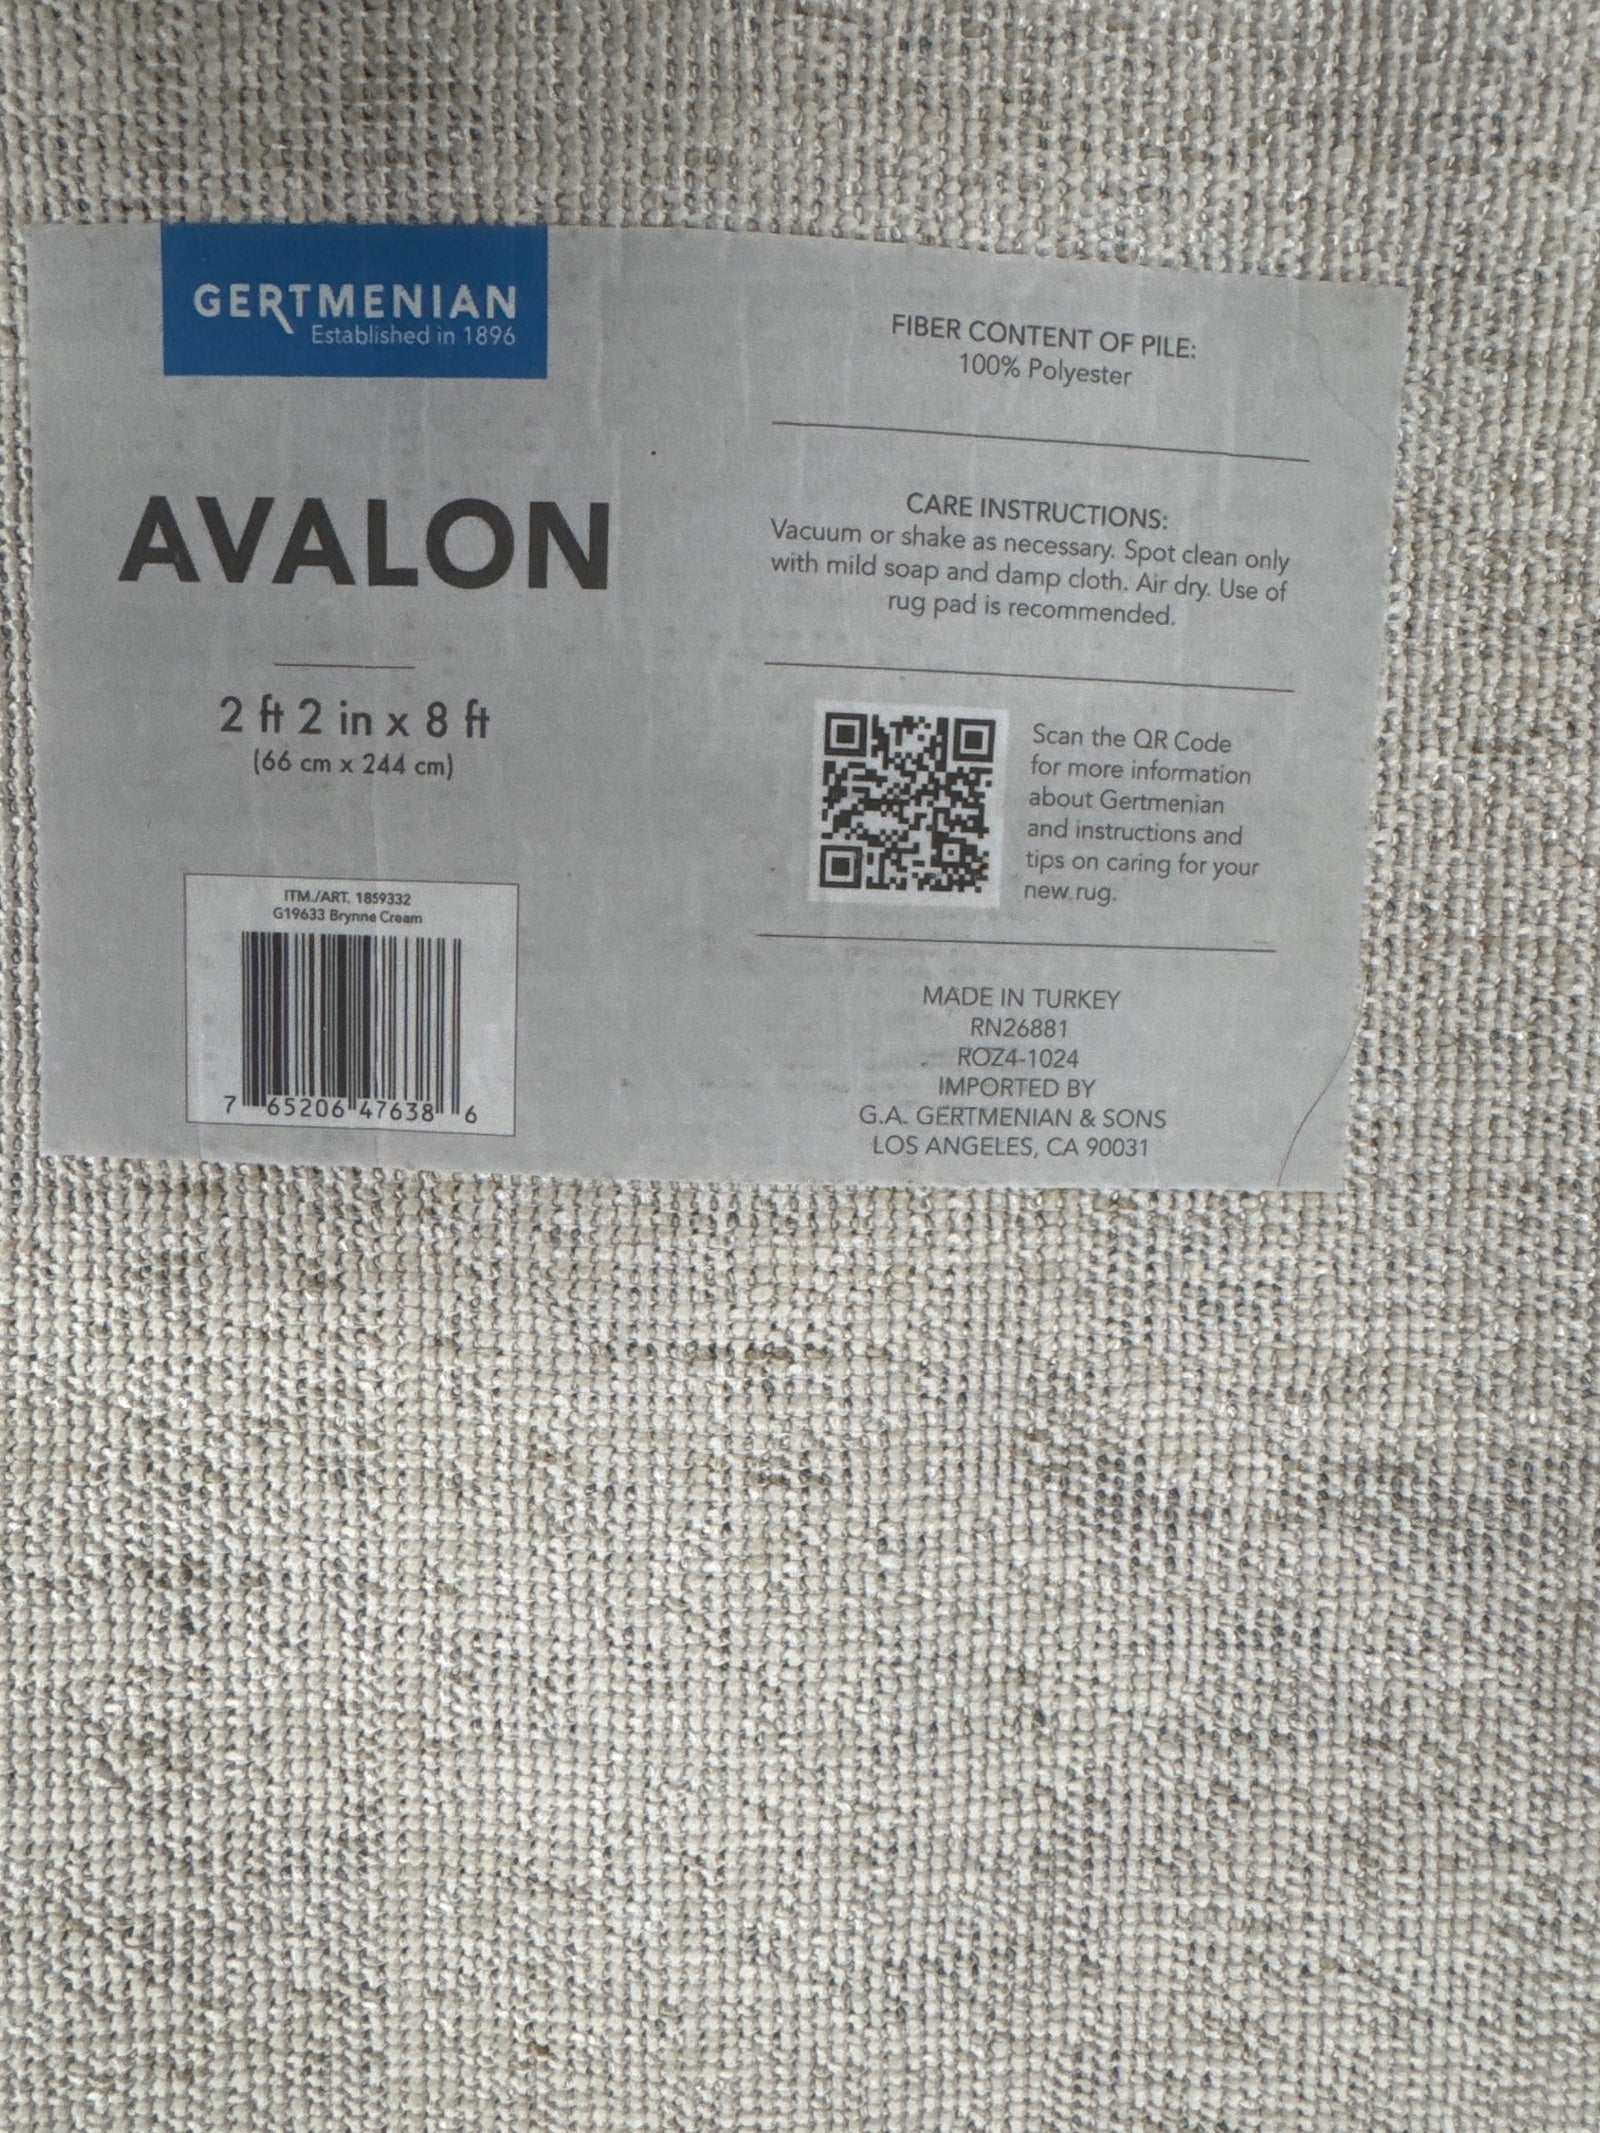 GERTMENIAN
Established in 1896
AVALON
2 ft 2 in x 8 ft
(66 cm x 244 cm)
ITM./ART. 1859332
G19633 Brynne Cream
7 65206 47638 6
FIBER CONTENT OF PILE:
100% Polyester
CARE INSTRUCTIONS:
Vacuum or shake as necessary. Spot clean only
with mild soap and damp cloth. Air dry. Use of
rug pad is recommended.
Scan the QR Code
for more information
about Gertmenian
and instructions and
tips on caring for your
new rug.
MADE IN TURKEY
RN26881
ROZ4-1024
IMPORTED BY
G.A. GERTMENIAN & SONS
LOS ANGELES, CA 90031